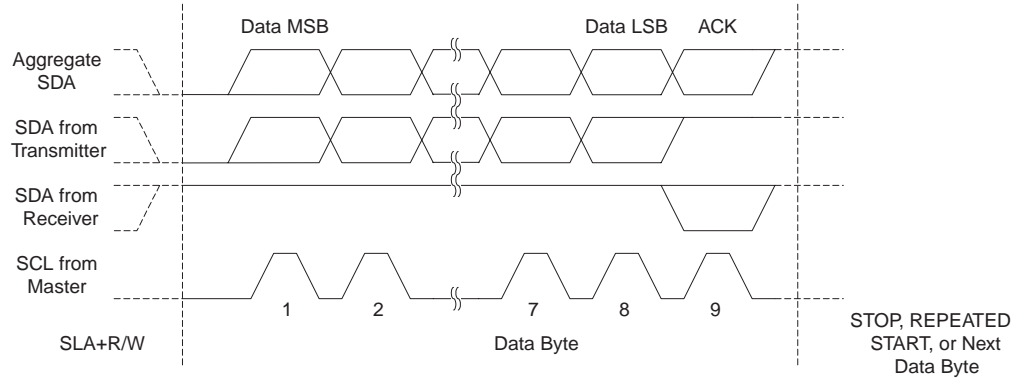 Data MSB
Data LSB
ACK
Aggregate
SDA
SDA from
Transmitter
SDA from
Receiver
SCL from
Master
1
2
7
8
9
SLA+R/W
Data Byte
STOP, REPEATED
START, or Next
Data Byte